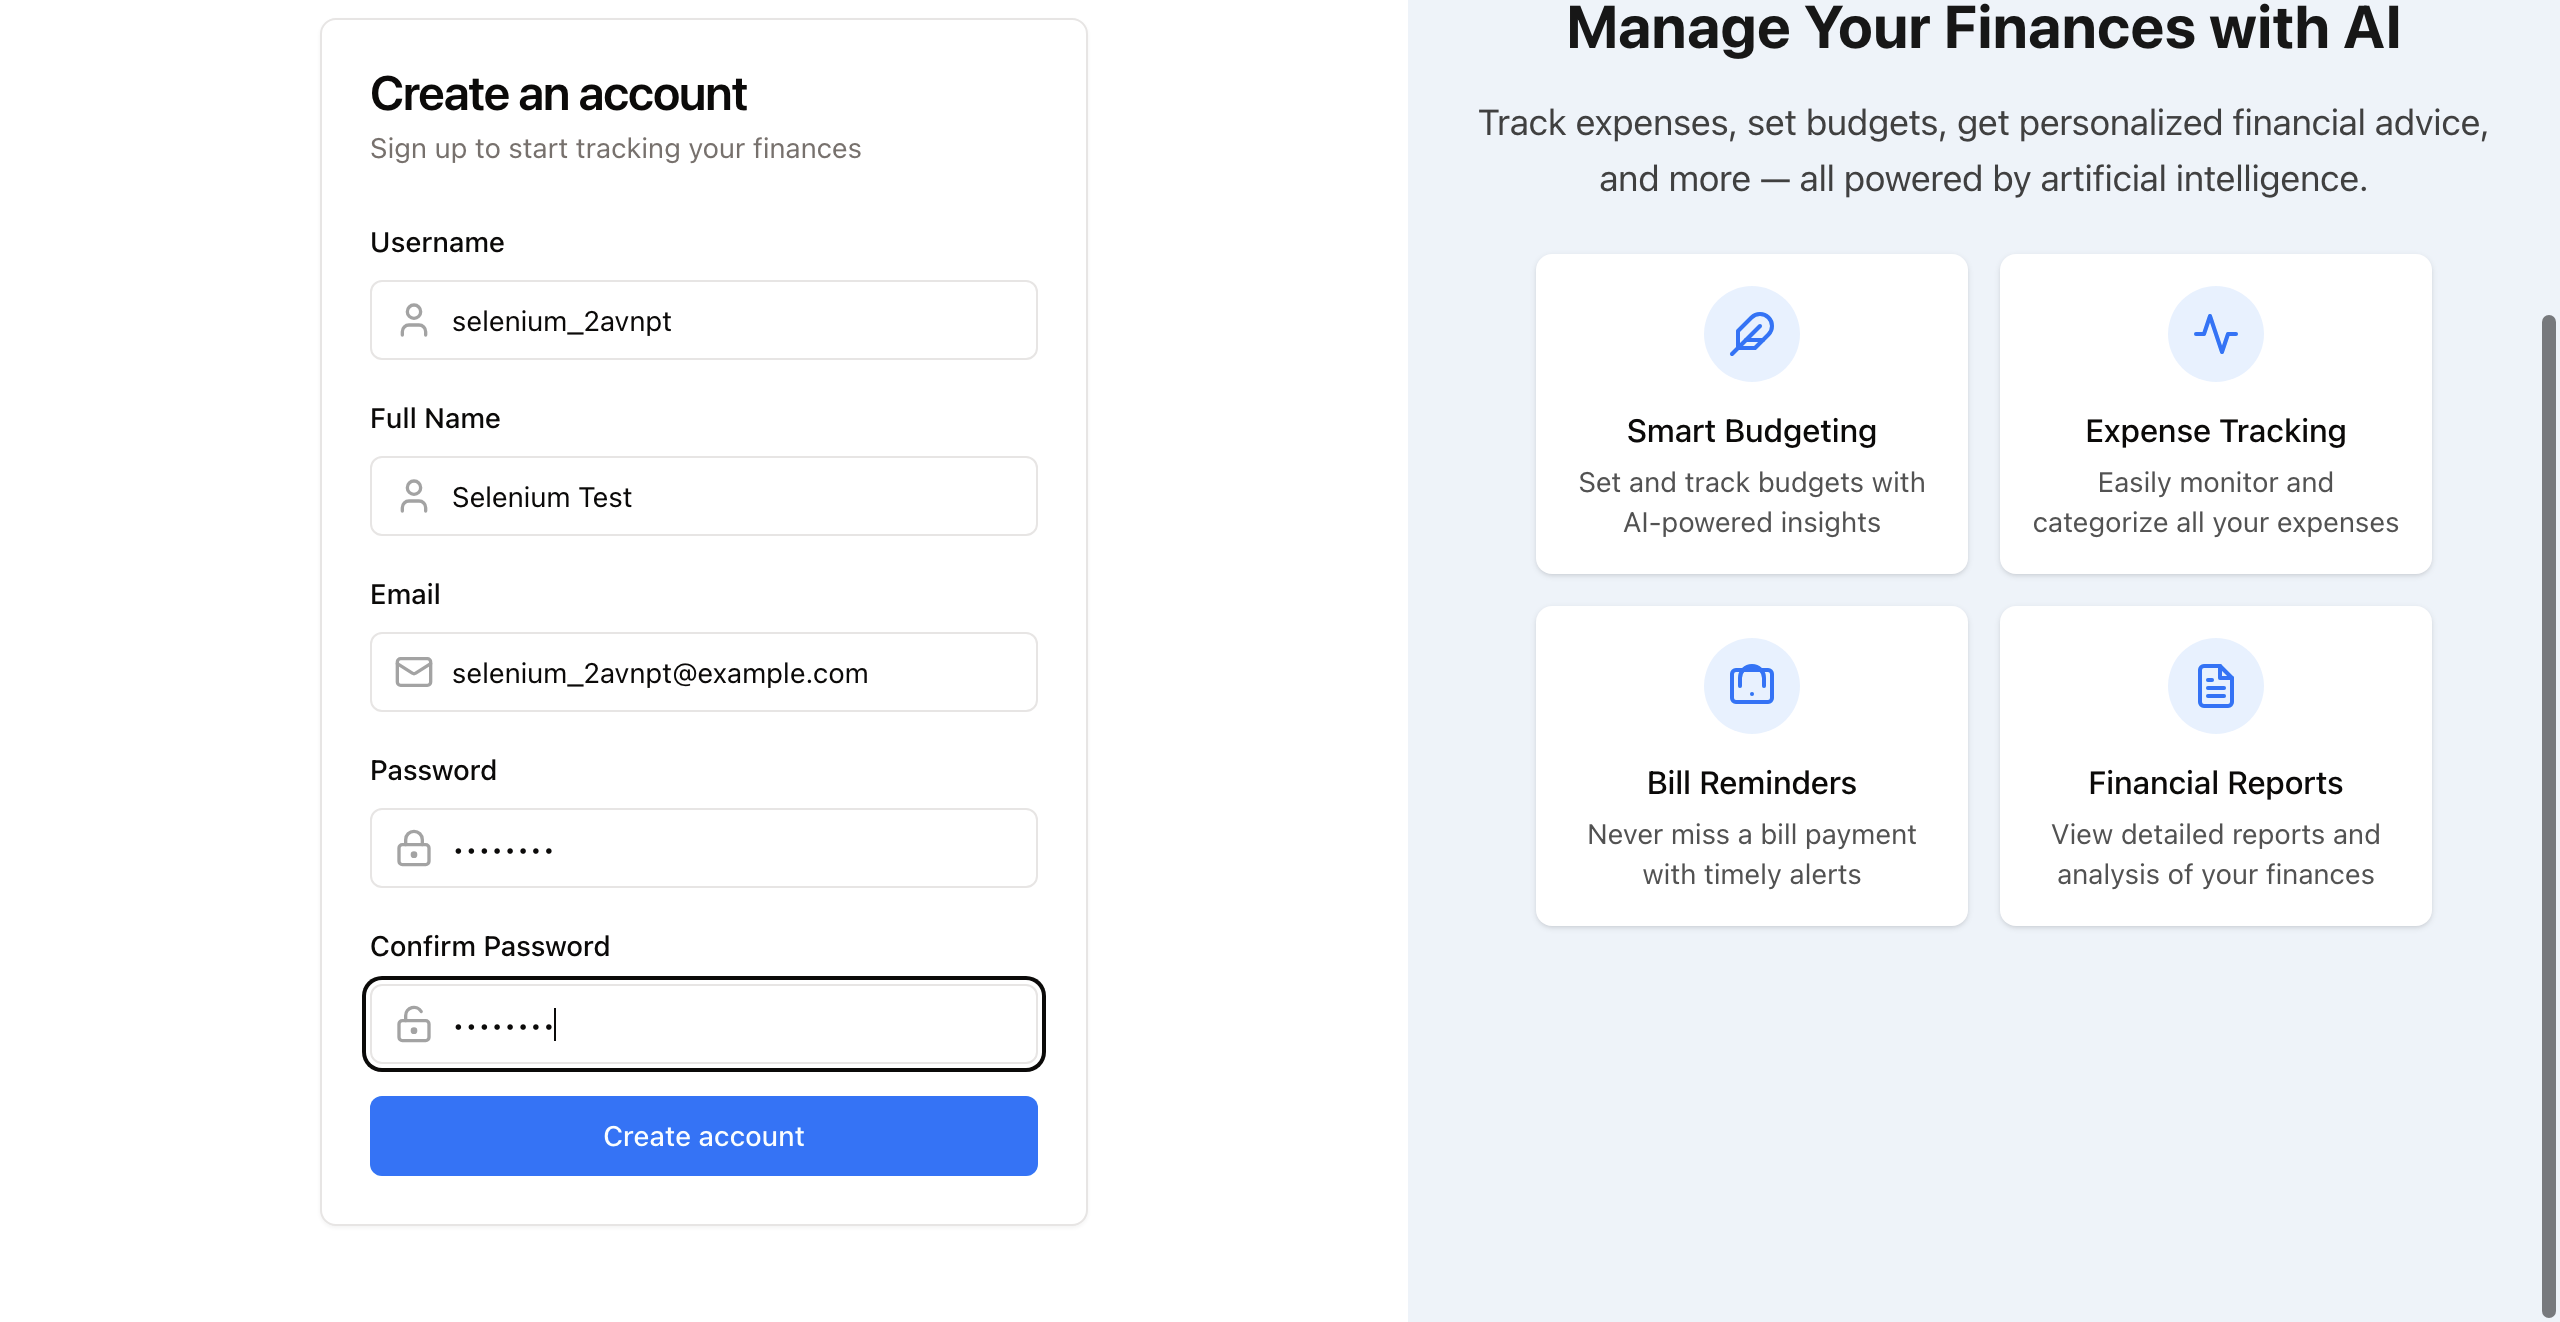 Create an account
Sign up to start tracking your finances
Username
selenium_2avnpt
Full Name
Selenium Test
Email
selenium_2avnpt@example.com
Password
••••••••
Confirm Password
••••••••
Create account
Manage Your Finances with AI
Track expenses, set budgets, get personalized financial advice,
and more — all powered by artificial intelligence.
Smart Budgeting
Set and track budgets with
AI-powered insights
Expense Tracking
Easily monitor and
categorize all your expenses
Bill Reminders
Never miss a bill payment
with timely alerts
Financial Reports
View detailed reports and
analysis of your finances